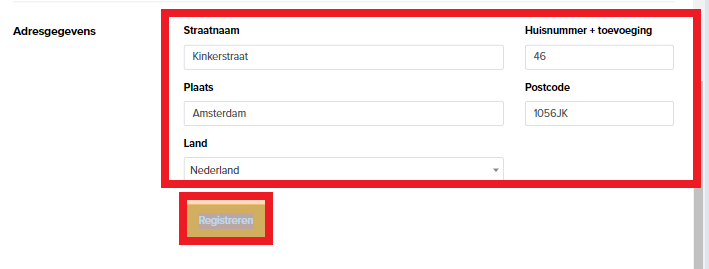 Adresgegevens
Straatnaam Huisnummer + toevoeging
Kinkerstraat 46
Plaats Postcode
Amsterdam 1056JK
Land
Nederland
Registreren